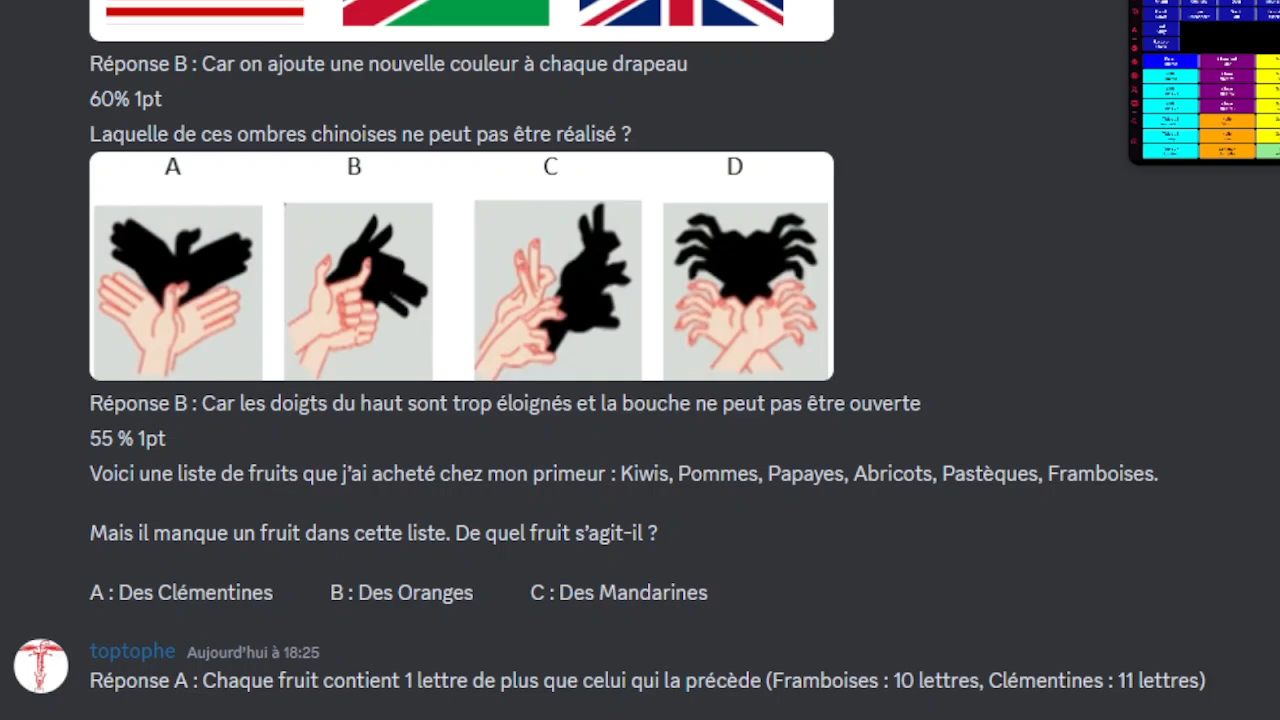 Réponse B : Car on ajoute une nouvelle couleur à chaque drapeau
60% 1pt
Laquelle de ces ombres chinoises ne peut pas être réalisé ?
A B C D
Réponse B : Car les doigts du haut sont trop éloignés et la bouche ne peut pas être ouverte
55 % 1pt
Voici une liste de fruits que j'ai acheté chez mon primeur : Kiwis, Pommes, Papayes, Abricots, Pastèques, Framboises.
Mais il manque un fruit dans cette liste. De quel fruit s'agit-il ?
A : Des Clémentines B : Des Oranges C : Des Mandarines
toptophe Aujourd'hui à 18:25
Réponse A : Chaque fruit contient 1 lettre de plus que celui qui la précède (Framboises : 10 lettres, Clémentines : 11 lettres)